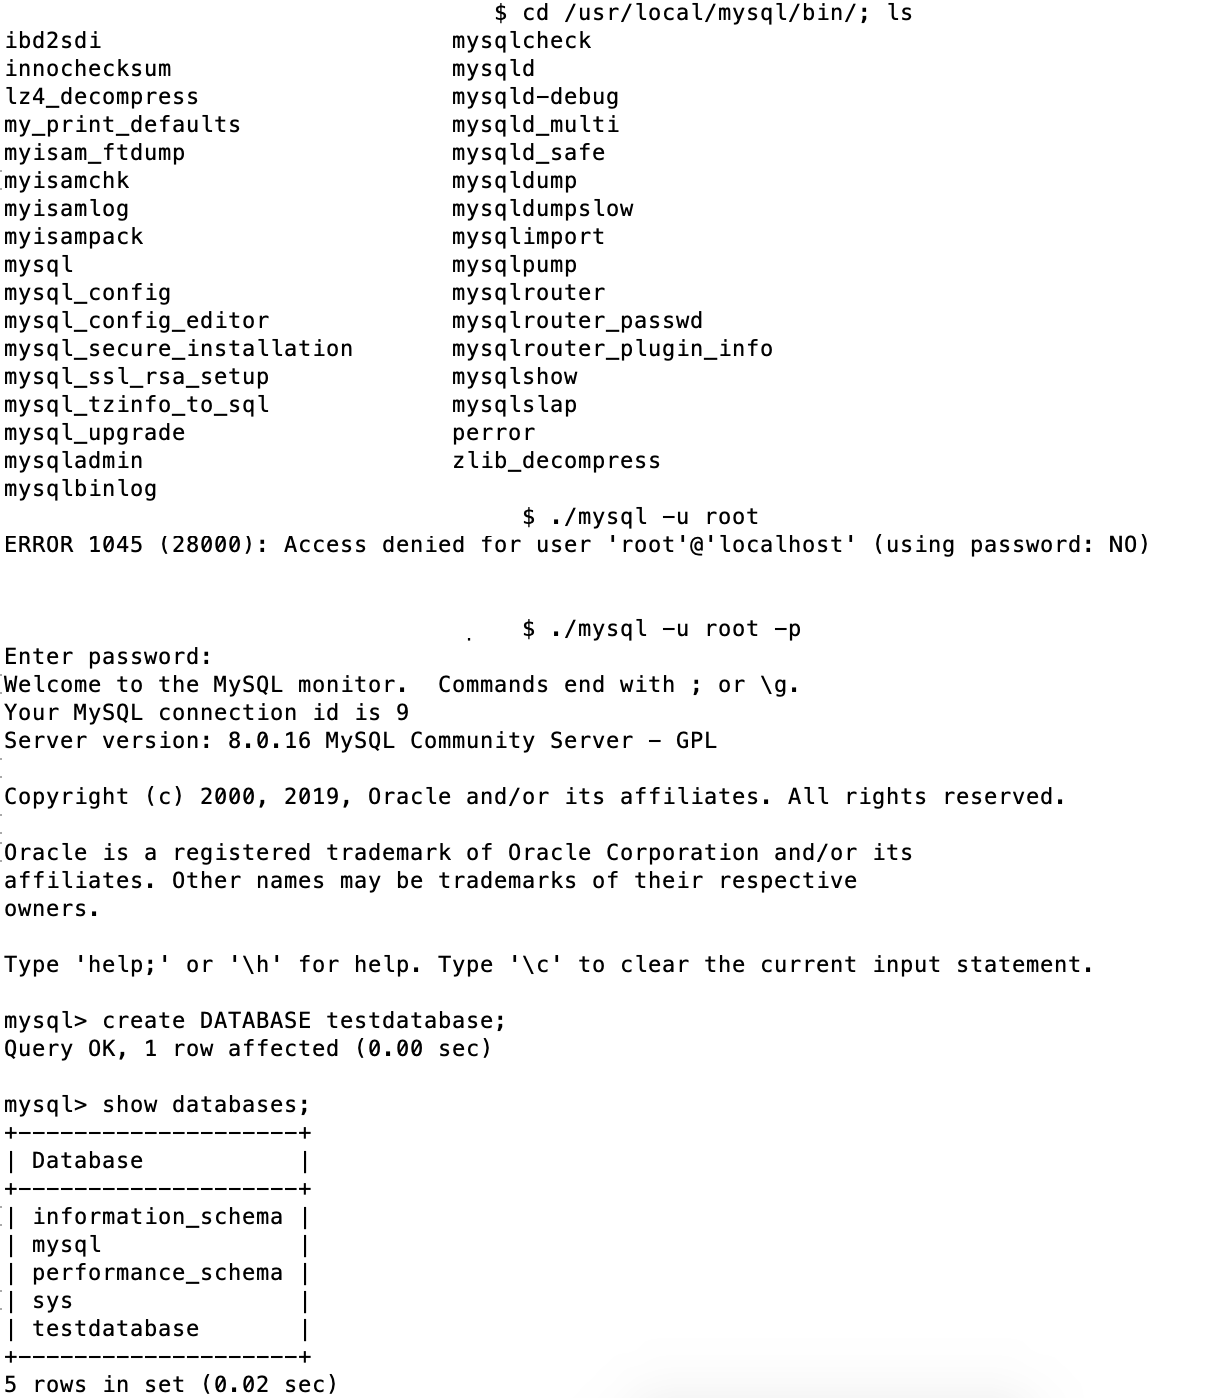 $ cd /usr/local/mysql/bin/; ls
ibd2sdi mysqlcheck
innochecksum mysqld
lz4_decompress mysqld-debug
my_print_defaults mysqld_multi
myisam_ftdump mysqld_safe
myisamchk mysqldump
myisamlog mysqldumpslow
myisampack mysqlimport
mysql mysqlpump
mysql_config mysqlrouter
mysql_config_editor mysqlrouter_passwd
mysql_secure_installation mysqlrouter_plugin_info
mysql_ssl_rsa_setup mysqlshow
mysql_tzinfo_to_sql mysqlslap
mysql_upgrade perror
mysqladmin zlib_decompress
mysqlbinlog
$ ./mysql -u root
ERROR 1045 (28000): Access denied for user 'root'@'localhost' (using password: NO)
$ ./mysql -u root -p
Enter password:
Welcome to the MySQL monitor.  Commands end with ; or \g.
Your MySQL connection id is 9
Server version: 8.0.16 MySQL Community Server - GPL
Copyright (c) 2000, 2019, Oracle and/or its affiliates. All rights reserved.
Oracle is a registered trademark of Oracle Corporation and/or its
affiliates. Other names may be trademarks of their respective
owners.
Type 'help;' or '\h' for help. Type '\c' to clear the current input statement.
mysql> create DATABASE testdatabase;
Query OK, 1 row affected (0.00 sec)
mysql> show databases;
+--------------------+
| Database           |
+--------------------+
| information_schema |
| mysql              |
| performance_schema |
| sys                |
| testdatabase       |
+--------------------+
5 rows in set (0.02 sec)